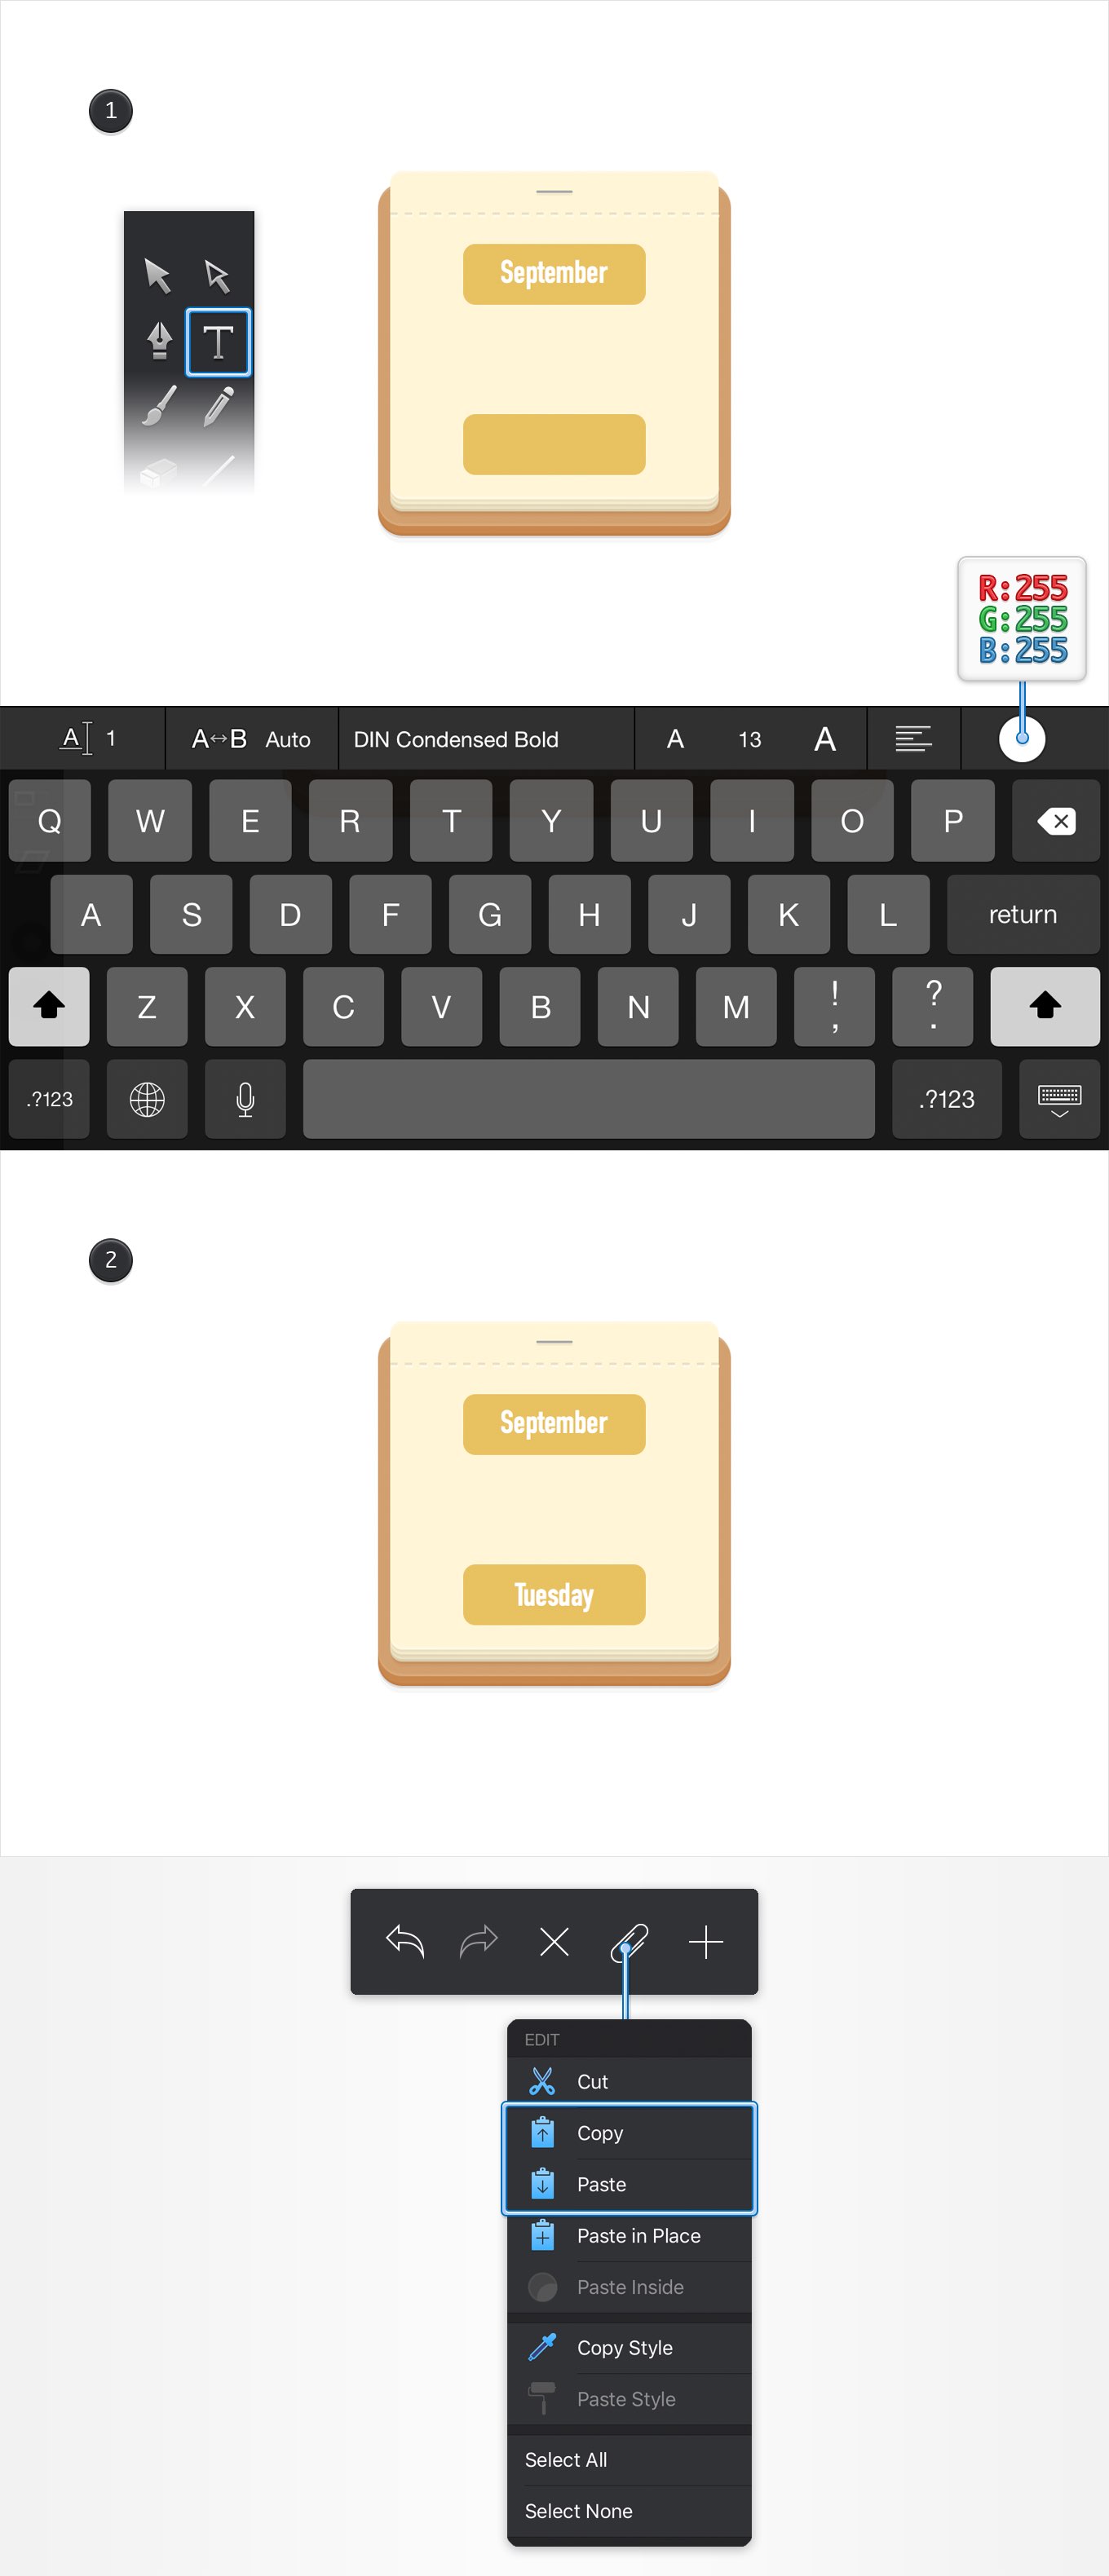 1
September
T
R:255
G:255
B:255
A 1
A↔B Auto
DIN Condensed Bold
A 13 A
Q W E R T Y U I O P
A S D F G H J K L return
Z X C V B N M ! , ? .
.?123 .?123
2
September
Tuesday
EDIT
Cut
Copy
Paste
Paste in Place
Paste Inside
Copy Style
Paste Style
Select All
Select None